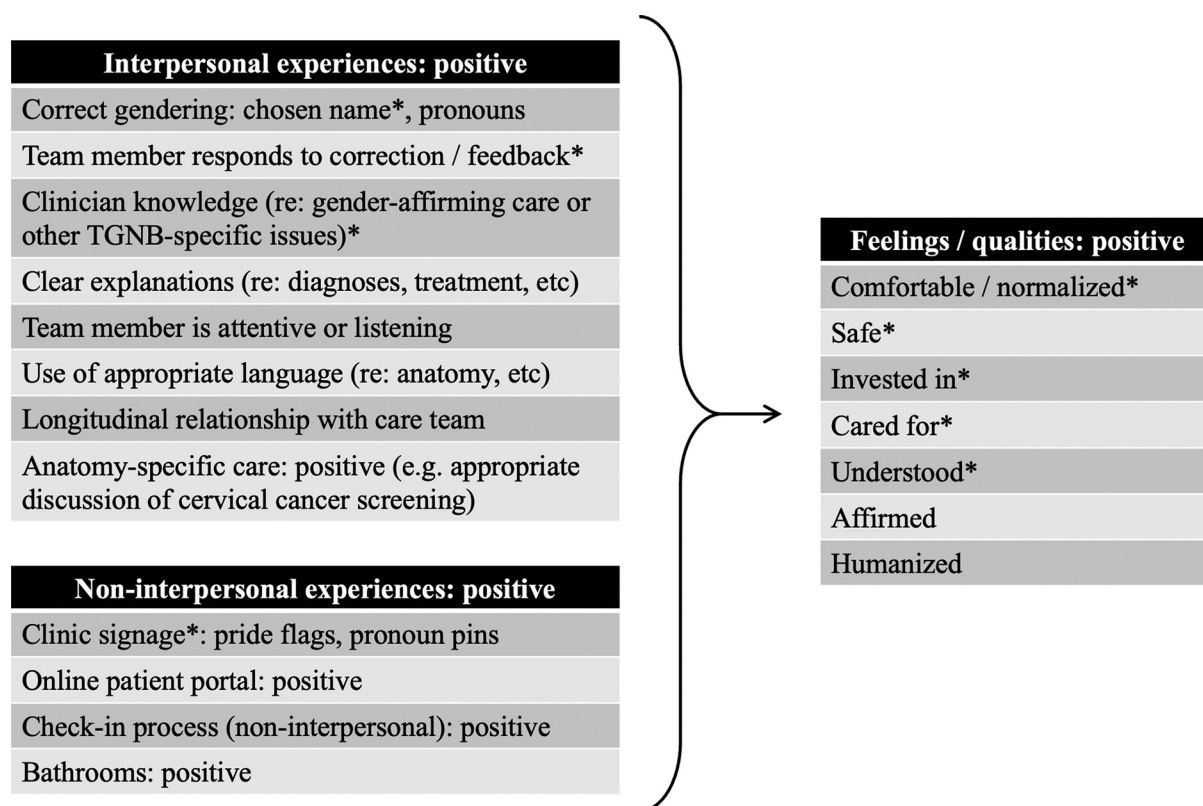 Interpersonal experiences: positive
Correct gendering: chosen name*, pronouns
Team member responds to correction / feedback*
Clinician knowledge (re: gender-affirming care or
other TGNB-specific issues)*
Clear explanations (re: diagnoses, treatment, etc)
Team member is attentive or listening
Use of appropriate language (re: anatomy, etc)
Longitudinal relationship with care team
Anatomy-specific care: positive (e.g. appropriate
discussion of cervical cancer screening)
Non-interpersonal experiences: positive
Clinic signage*: pride flags, pronoun pins
Online patient portal: positive
Check-in process (non-interpersonal): positive
Bathrooms: positive
Feelings / qualities: positive
Comfortable / normalized*
Safe*
Invested in*
Cared for*
Understood*
Affirmed
Humanized